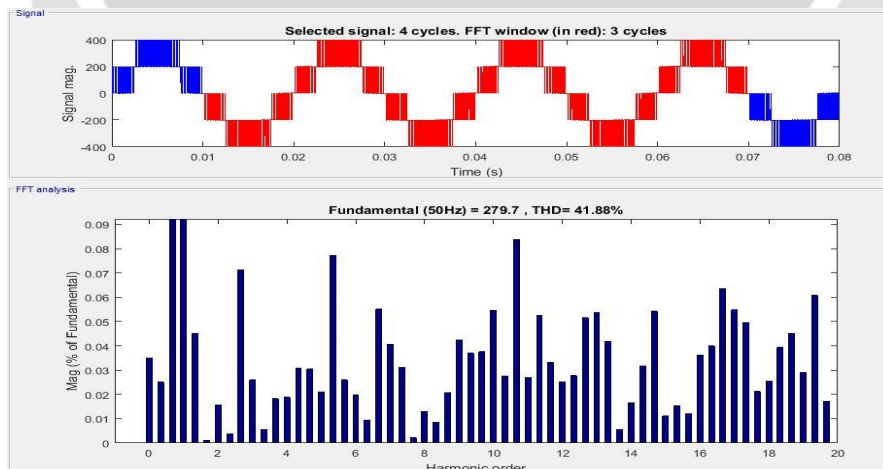 Signal
Selected signal: 4 cycles. FFT window (in red): 3 cycles
400
200
0
-200
-400
Signal mag.
0 0.01 0.02 0.03 0.04 0.05 0.06 0.07 0.08
Time (s)
FFT analysis
Fundamental (50Hz) = 279.7 , THD= 41.88%
0.09
0.08
0.07
0.06
0.05
0.04
0.03
0.02
0.01
0
Mag (% of Fundamental)
0 2 4 6 8 10 12 14 16 18 20
Harmonic order